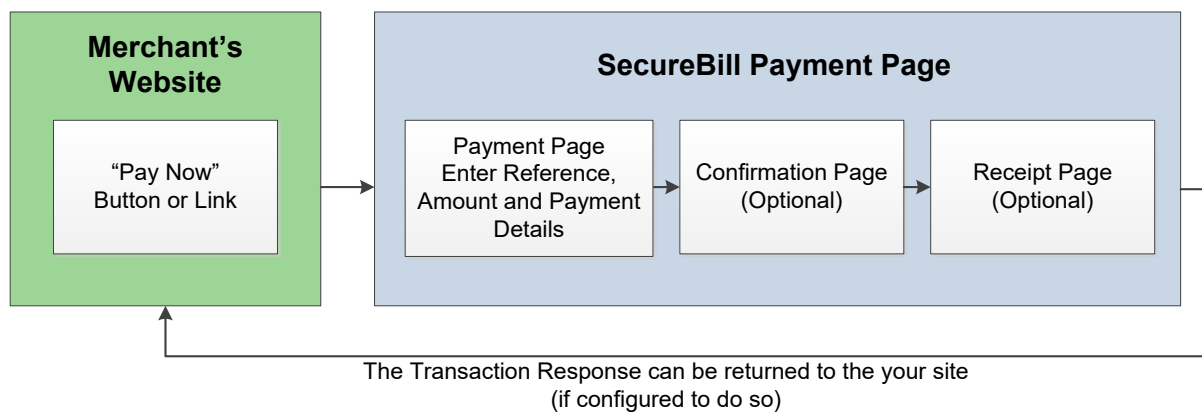 Merchant's
Website
SecureBill Payment Page
“Pay Now”
Button or Link
Payment Page
Enter Reference,
Amount and Payment
Details
Confirmation Page
(Optional)
Receipt Page
(Optional)
The Transaction Response can be returned to the your site
(if configured to do so)